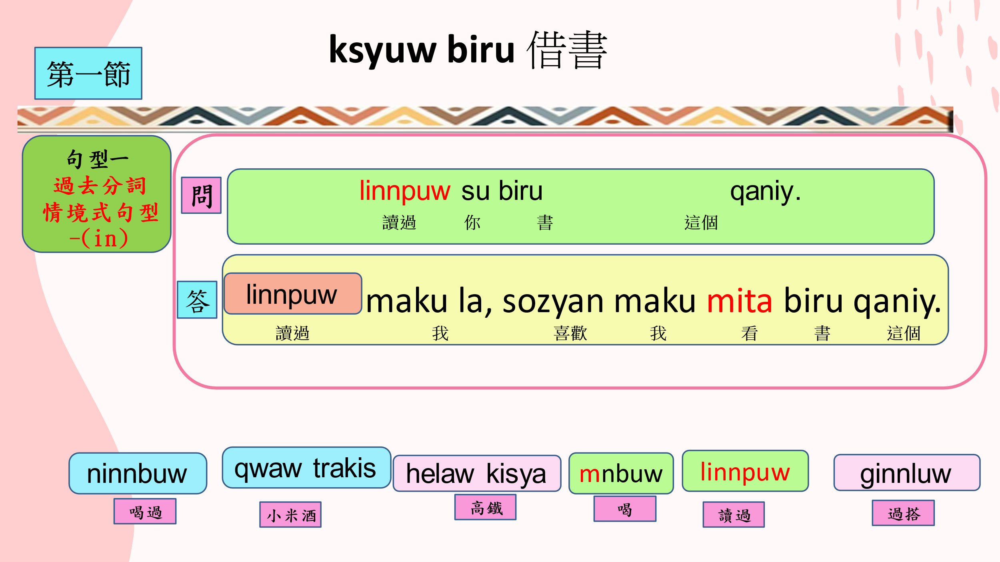 ksyuw biru 借書
第一節
句型一
過去分詞
情境式句型
-(in)
問
linnpuw su biru qaniy.
讀過 你 書 這個
答
linnpuw maku la, sozyan maku mita biru qaniy.
讀過 我 喜歡 我 看 書 這個
ninnbuw
qwaw trakis
helaw kisya
mnbuw
linnpuw
ginnluw
喝過
小米酒
高鐵
喝
讀過
過搭